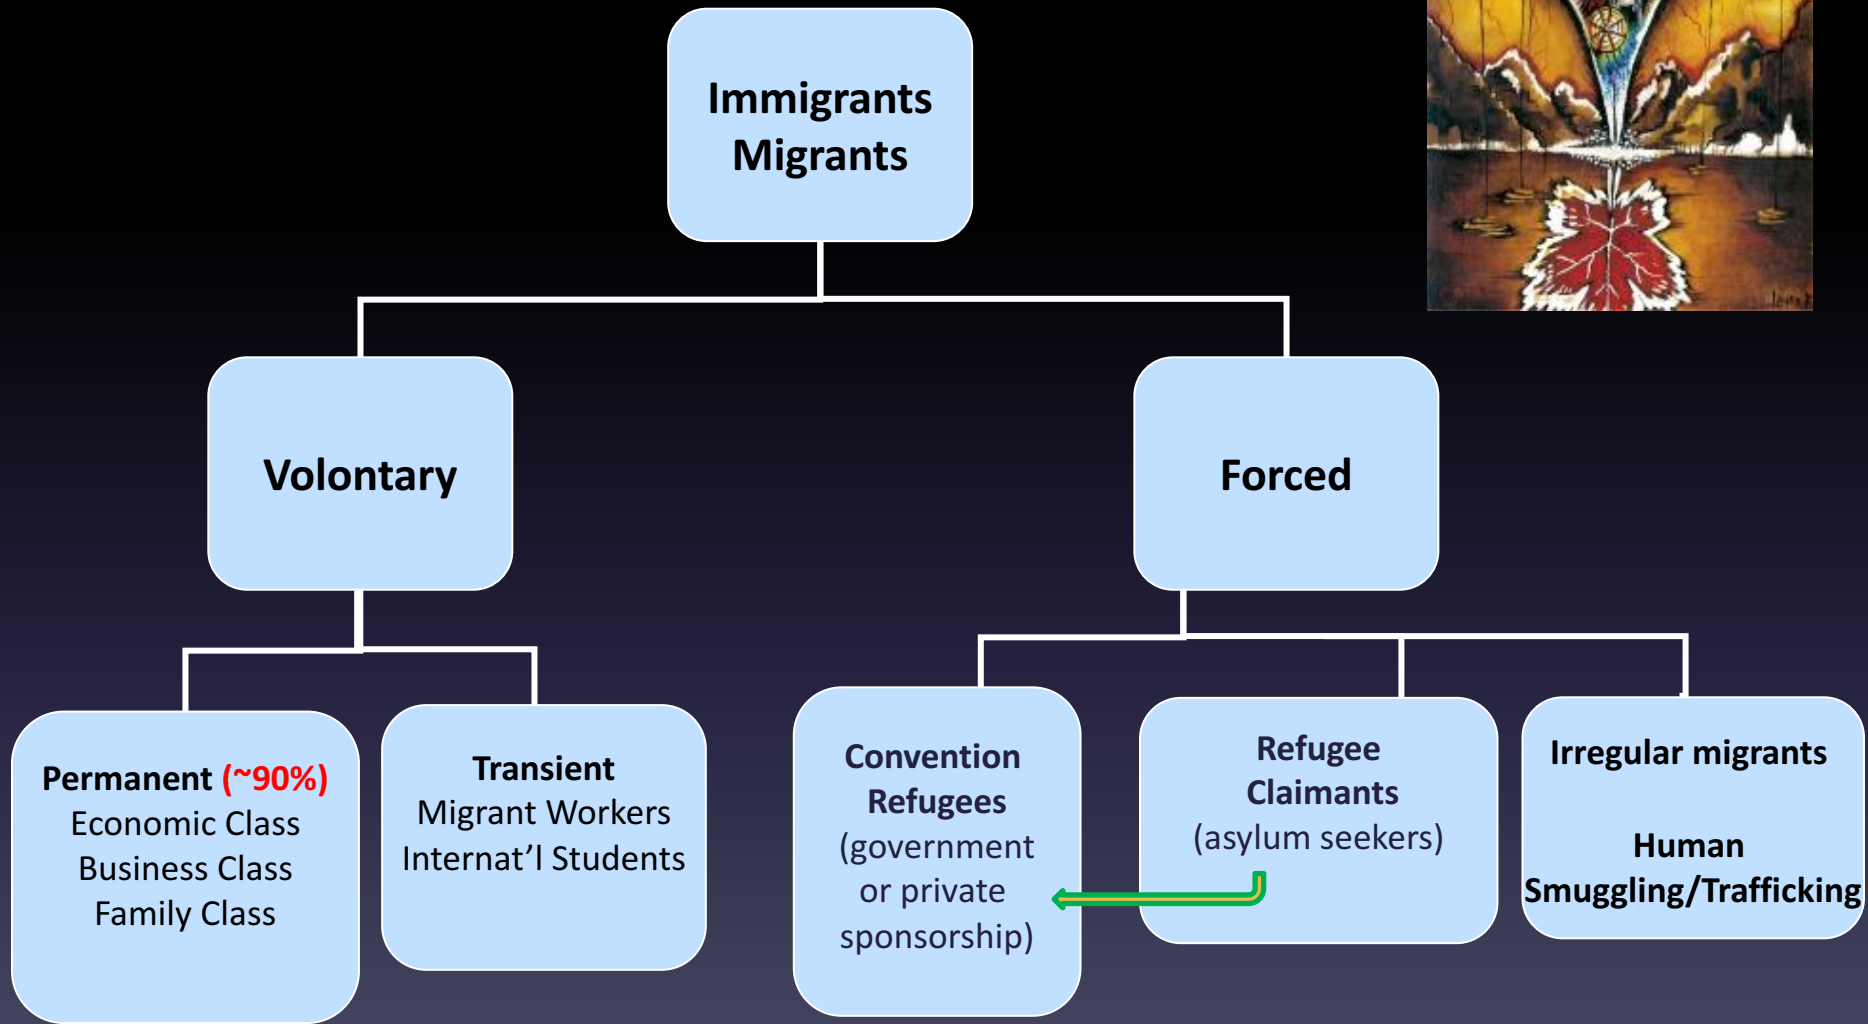 Immigrants
Migrants
Volontary
Forced
Permanent (~90%)
Economic Class
Business Class
Family Class
Transient
Migrant Workers
Internat’l Students
Convention
Refugees
(government
or private
sponsorship)
Refugee
Claimants
(asylum seekers)
Irregular migrants
Human
Smuggling/Trafficking